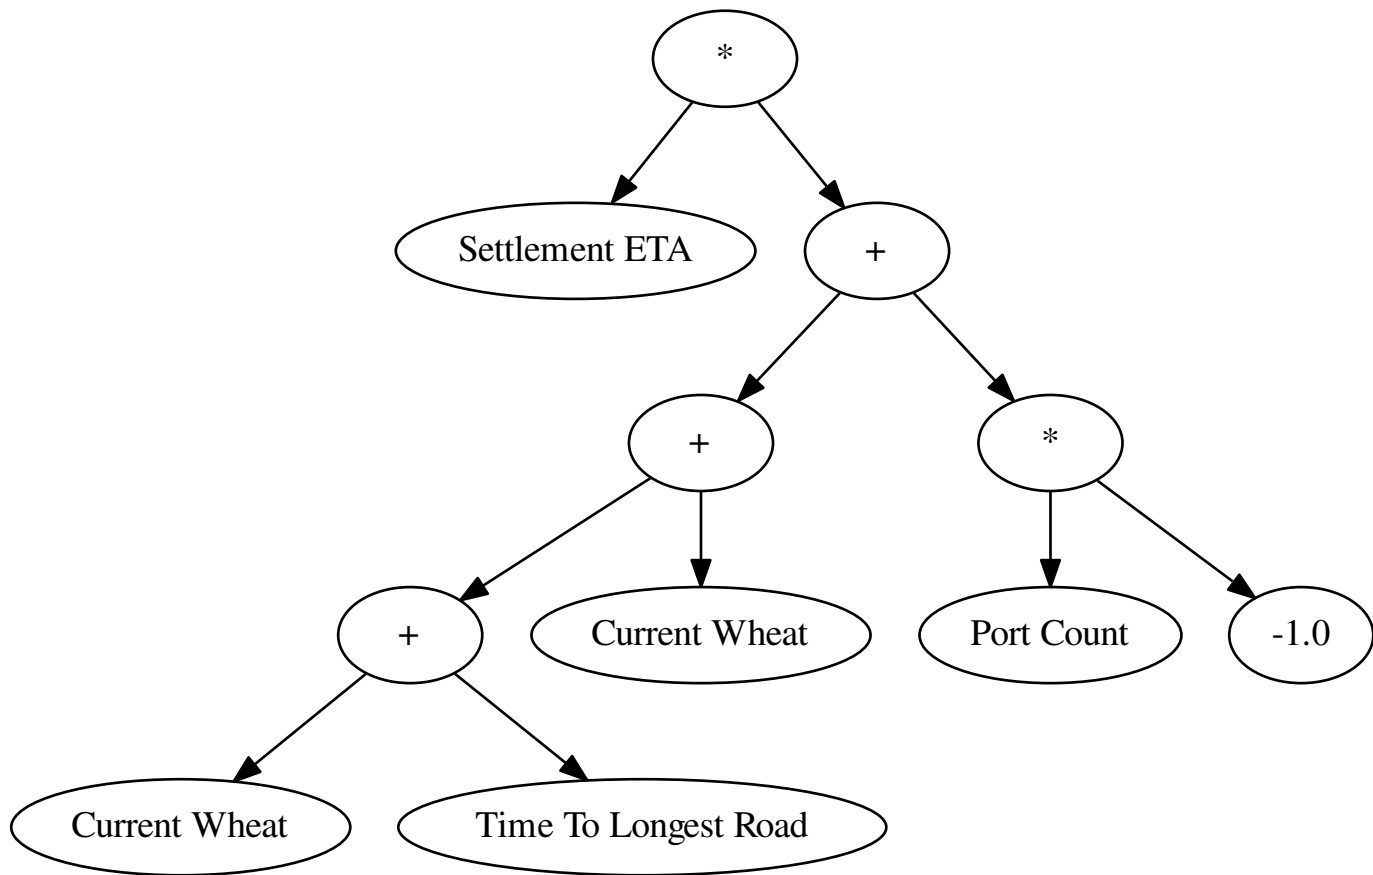 *
Settlement ETA
+
+
*
+
Current Wheat
Port Count
-1.0
Current Wheat
Time To Longest Road